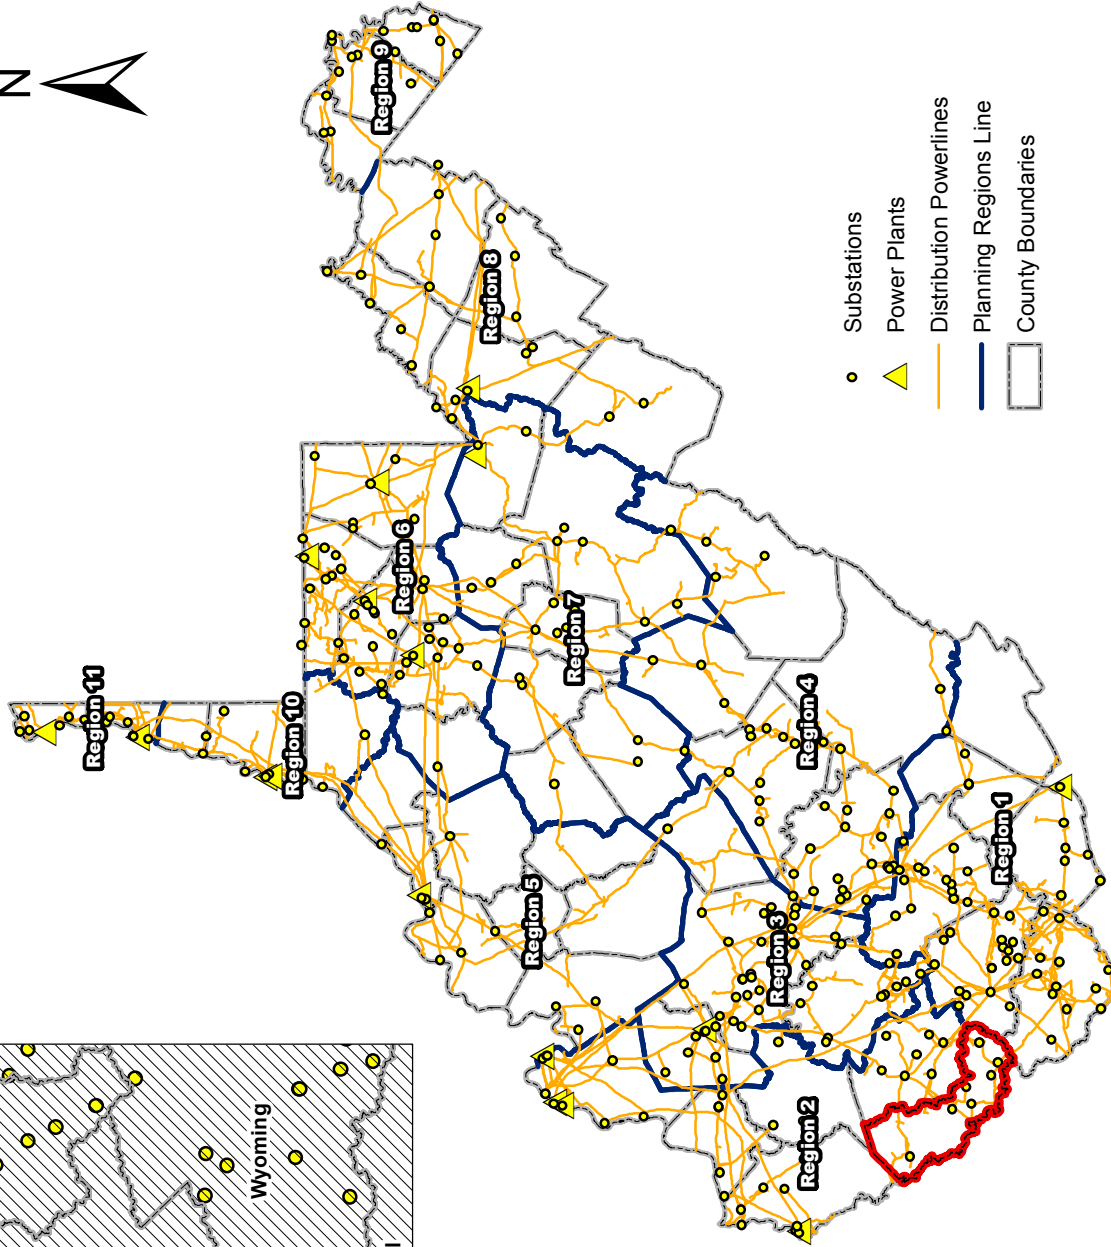 N
Region 9
Region 8
Region 6
Region 11
Region 10
Region 7
Region 5
Region 4
Region 3
Region 1
Region 2
Wyoming
Substations
Power Plants
Distribution Powerlines
Planning Regions Line
County Boundaries